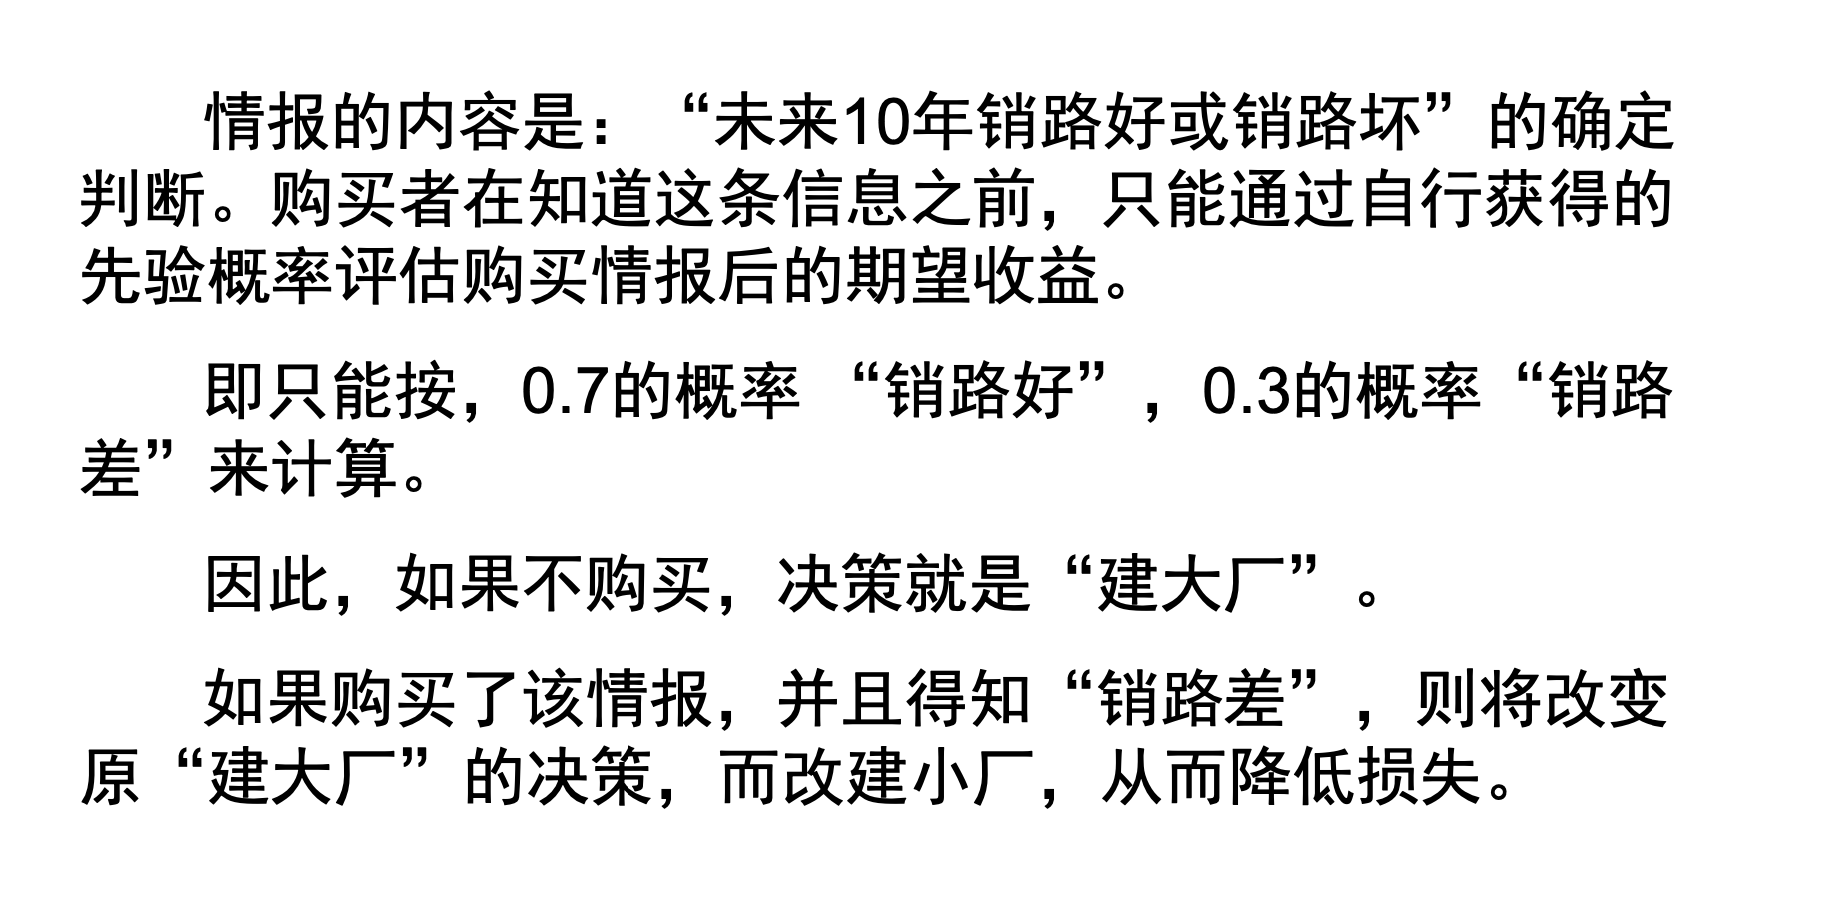 情报的内容是：“未来10年销路好或销路坏”的确定
判断。购买者在知道这条信息之前，只能通过自行获得的
先验概率评估购买情报后的期望收益。
即只能按，0.7的概率 “销路好”，0.3的概率“销路
差”来计算。
因此，如果不购买，决策就是“建大厂”。
如果购买了该情报，并且得知“销路差”，则将改变
原“建大厂”的决策，而改建小厂，从而降低损失。